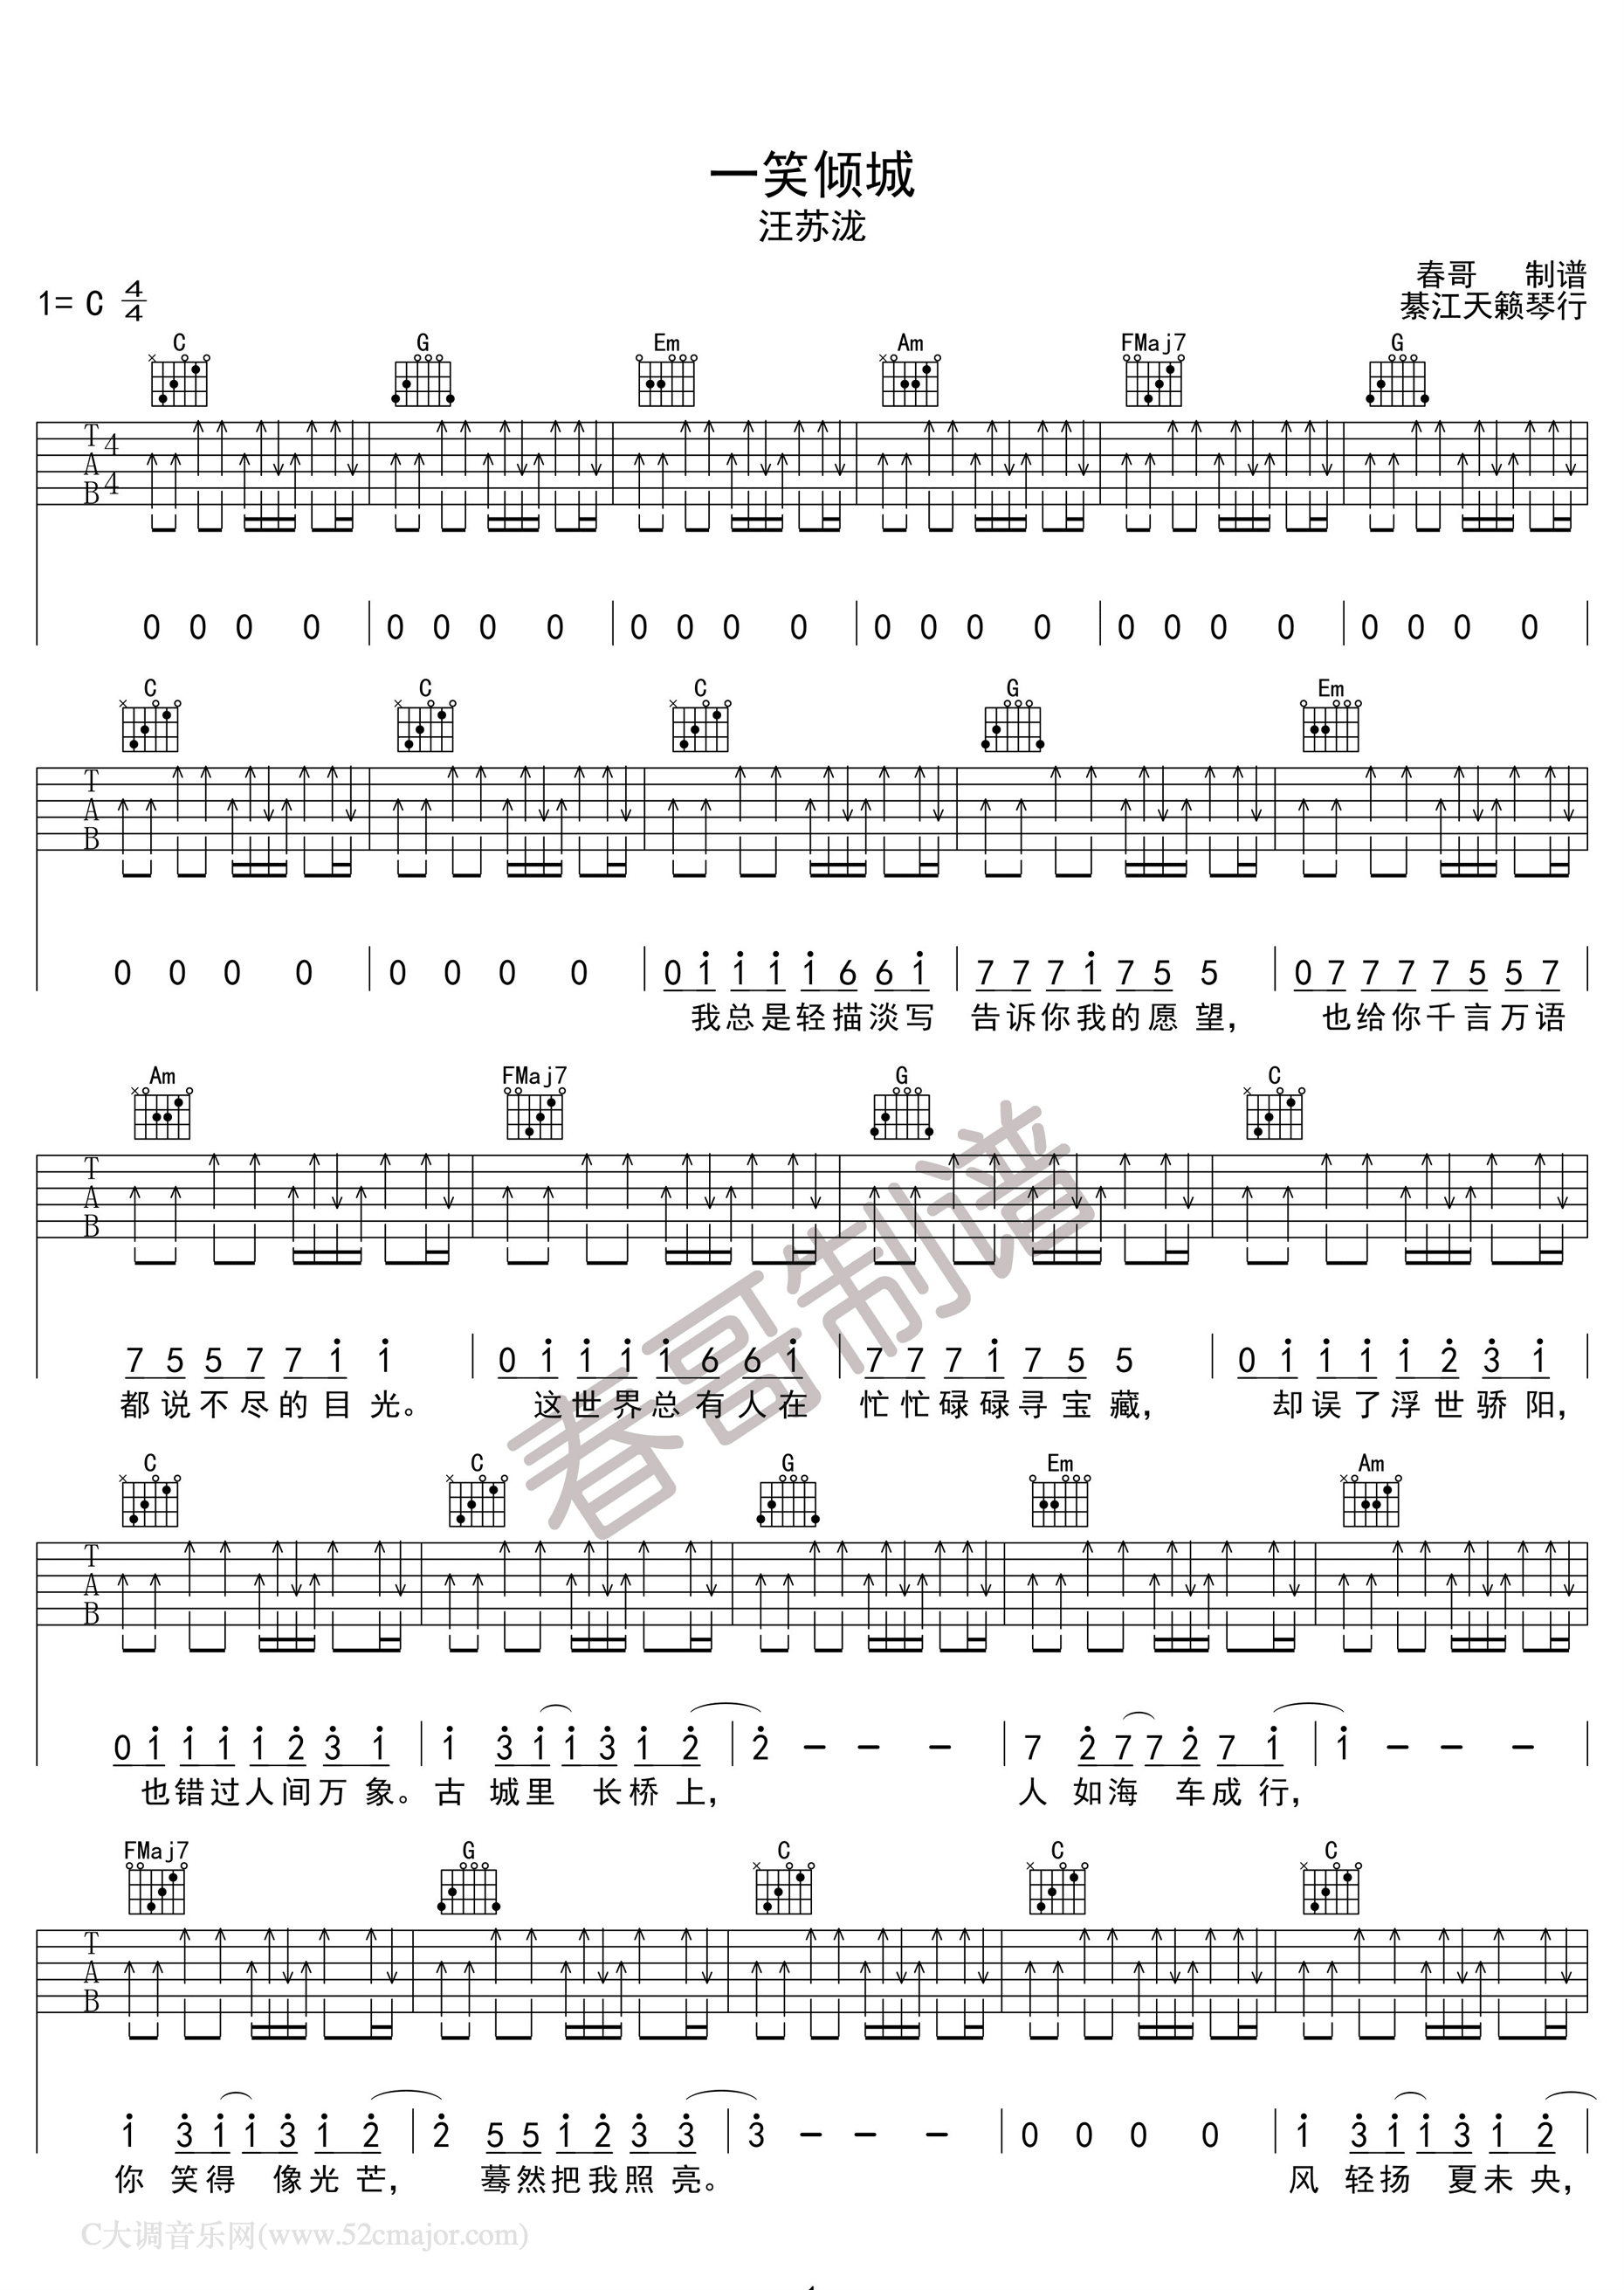 一笑倾城
汪苏泷
春哥 制谱
1= C 4/4
綦江天籁琴行
C G Em Am FMaj7 G
T A B 4 4
0 0 0 0 | 0 0 0 0 | 0 0 0 0 | 0 0 0 0 | 0 0 0 0 | 0 0 0 0 |
C C C G Em
T A B
0 0 0 0 | 0 0 0 0 | 0 1̇ 1̇ 1̇ 1̇ 6 6 1̇ | 7 7 7 1̇ 7 5 5 | 0 7 7 7 7 5 5 7 |
我总是轻描淡写 告诉你我的愿望, 也给你千言万语
Am FMaj7 G C
T A B
7 5 5 7 7 1̇ 1̇ | 0 1̇ 1̇ 1̇ 1̇ 6 6 1̇ | 7 7 7 1̇ 7 5 5 | 0 1̇ 1̇ 1̇ 1̇ 2̇ 3̇ 1̇ |
都说不尽的目光。 这世界总有人在 忙忙碌碌寻宝藏, 却误了浮世骄阳,
春哥制谱
C C G Em Am
T A B
0 1̇ 1̇ 1̇ 1̇ 2̇ 3̇ 1̇ | 1̇ 3̇ 1̇ 1̇ 3̇ 1̇ 2̇ | 2̇ – – – | 7 2̇ 7 7 2̇ 7 1̇ | 1̇ – – – |
也错过人间万象。古 城里 长桥上, 人 如海 车成行,
FMaj7 G C C C
T A B
1̇ 3̇ 1̇ 1̇ 3̇ 1̇ 2̇ | 2̇ 5 5 1̇ 2̇ 3̇ 3̇ | 3̇ – – – | 0 0 0 0 | 1̇ 3̇ 1̇ 1̇ 3̇ 1̇ 2̇ |
你 笑得 像光芒, 蓦然把我照亮。 风 轻扬 夏未央,
C大调音乐网(www.52cmajor.com)